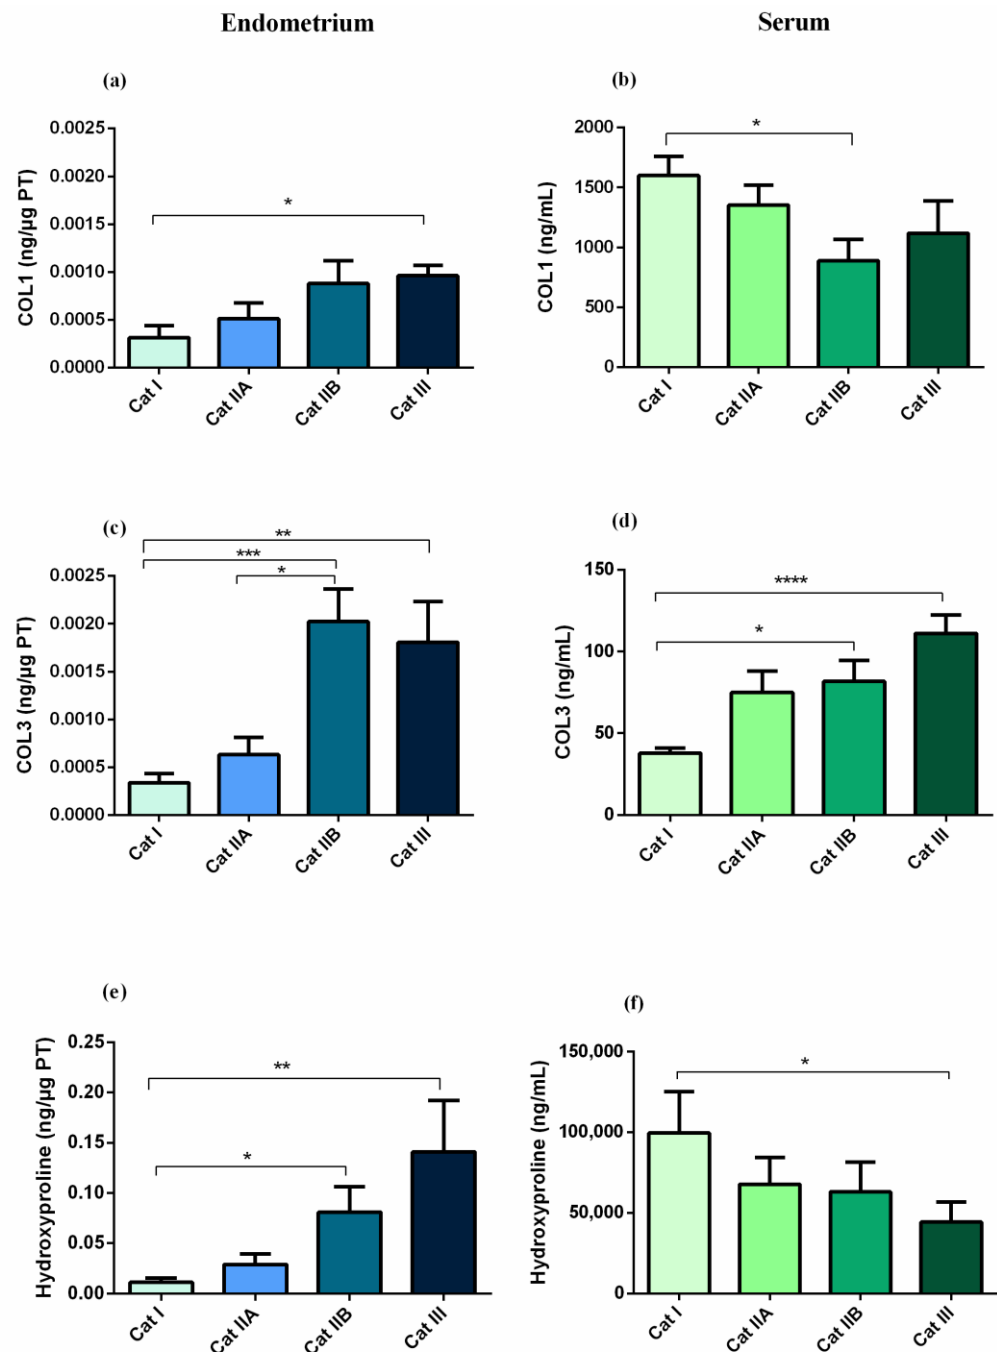 Endometrium
Serum
(a)
COL1 (ng/µg PT)
0.0025
0.0020
0.0015
0.0010
0.0005
0.0000
*
Cat I
Cat IIA
Cat IIB
Cat III
(b)
COL1 (ng/mL)
2000
1500
1000
500
0
*
Cat I
Cat IIA
Cat IIB
Cat III
(c)
COL3 (ng/µg PT)
0.0025
0.0020
0.0015
0.0010
0.0005
0.0000
**
***
*
Cat I
Cat IIA
Cat IIB
Cat III
(d)
COL3 (ng/mL)
150
100
50
0
****
*
Cat I
Cat IIA
Cat IIB
Cat III
(e)
Hydroxyproline (ng/µg PT)
0.25
0.20
0.15
0.10
0.05
0.00
**
*
Cat I
Cat IIA
Cat IIB
Cat III
(f)
Hydroxyproline (ng/mL)
150,000
100,000
50,000
0
*
Cat I
Cat IIA
Cat IIB
Cat III